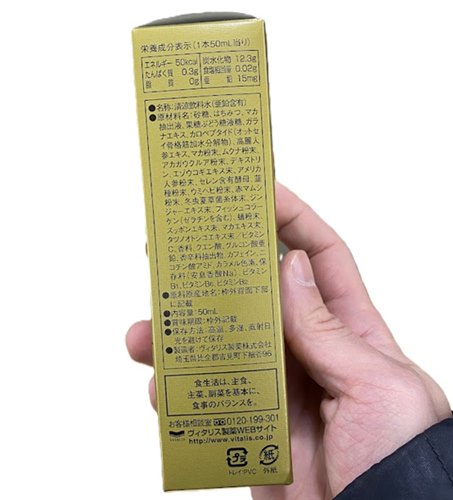 栄養成分表示(1本50mL当り)
エネルギー 50kcal 炭水化物 12.3g
たんぱく質 0.3g 食塩相当量 0.02g
脂質 0g 亜鉛 15mg
●名称:清涼飲料水(亜鉛含有)
●原材料名:砂糖、はちみつ、マカ
抽出液、果糖ぶどう糖液糖、ガラ
ナエキス、カロペプタイド(オットセイ
骨格筋加水分解物)、高麗人
参エキス、マカ粉末、ムクナ粉末、
アカガウクルア粉末、デキストリ
ン、エゾウコギエキス末、アメリカ
人参粉末、セレン含有酵母、菫
種粉末、ウミヘビ粉末、赤マムシ
粉末、冬虫夏草菌糸体末、ジン
ジャーエキス末、フィッシュコラー
ゲン(ゼラチンを含む)、蟻粉末、
スッポンエキス末、マカエキス末、
タツノオトシゴエキス末/ビタミン
C、香料、クエン酸、グルコン酸亜
鉛、香辛料抽出物、カフェイン、ニ
コチン酸アミド、カラメル色素、保
存料(安息香酸Na)、ビタミン
B₁、ビタミンB₆、ビタミンB₂
●原料原産地名:枠外背面下部
に記載
●内容量:50mL
●賞味期限:枠外記載
●保存方法:高温、多湿、直射日
光を避けて保存
●製造者:ヴィタリス製薬株式会社
埼玉県比企郡吉見町下細谷96
食生活は、主食、
主菜、副菜を基本に、
食事のバランスを。
お客様相談室 0120-199-301
ヴィタリス製薬WEBサイト
http://www.vitalis.co.jp
トレイ:PVC 紙 外紙